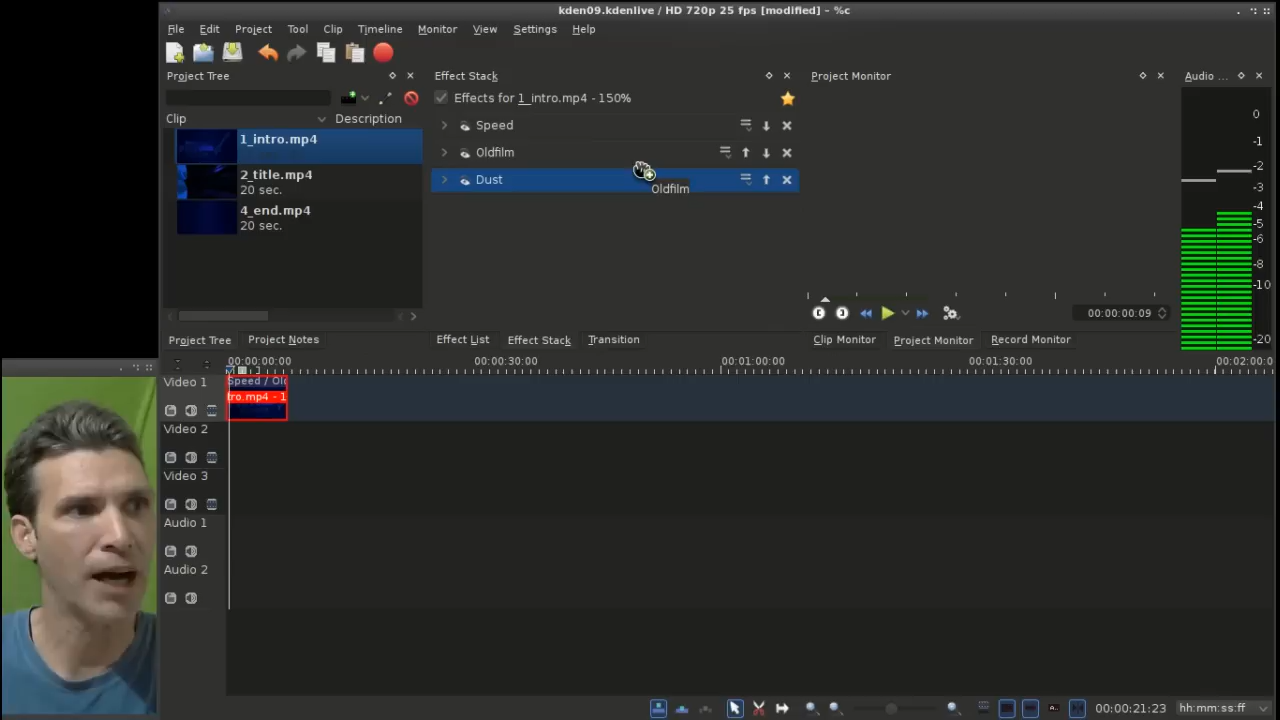 kden09.kdenlive / HD 720p 25 fps [modified] – %c
File Edit Project Tool Clip Timeline Monitor View Settings Help
Project Tree
Effect Stack
Project Monitor
Audio ...
Effects for 1_intro.mp4 - 150%
Clip Description
1_intro.mp4
2_title.mp4
20 sec.
4_end.mp4
20 sec.
Speed
Oldfilm
Dust
Oldfilm
0
-1
-2
-3
-4
-5
-6
-8
-10
-20
00:00:00:09
Project Tree Project Notes
Effect List Effect Stack Transition
Clip Monitor Project Monitor Record Monitor
00:00:00:00 00:00:30:00 00:01:00:00 00:01:30:00 00:02:00:0
Video 1
Speed / Old
tro.mp4 - 1
Video 2
Video 3
Audio 1
Audio 2
00:00:21:23 hh:mm:ss:ff